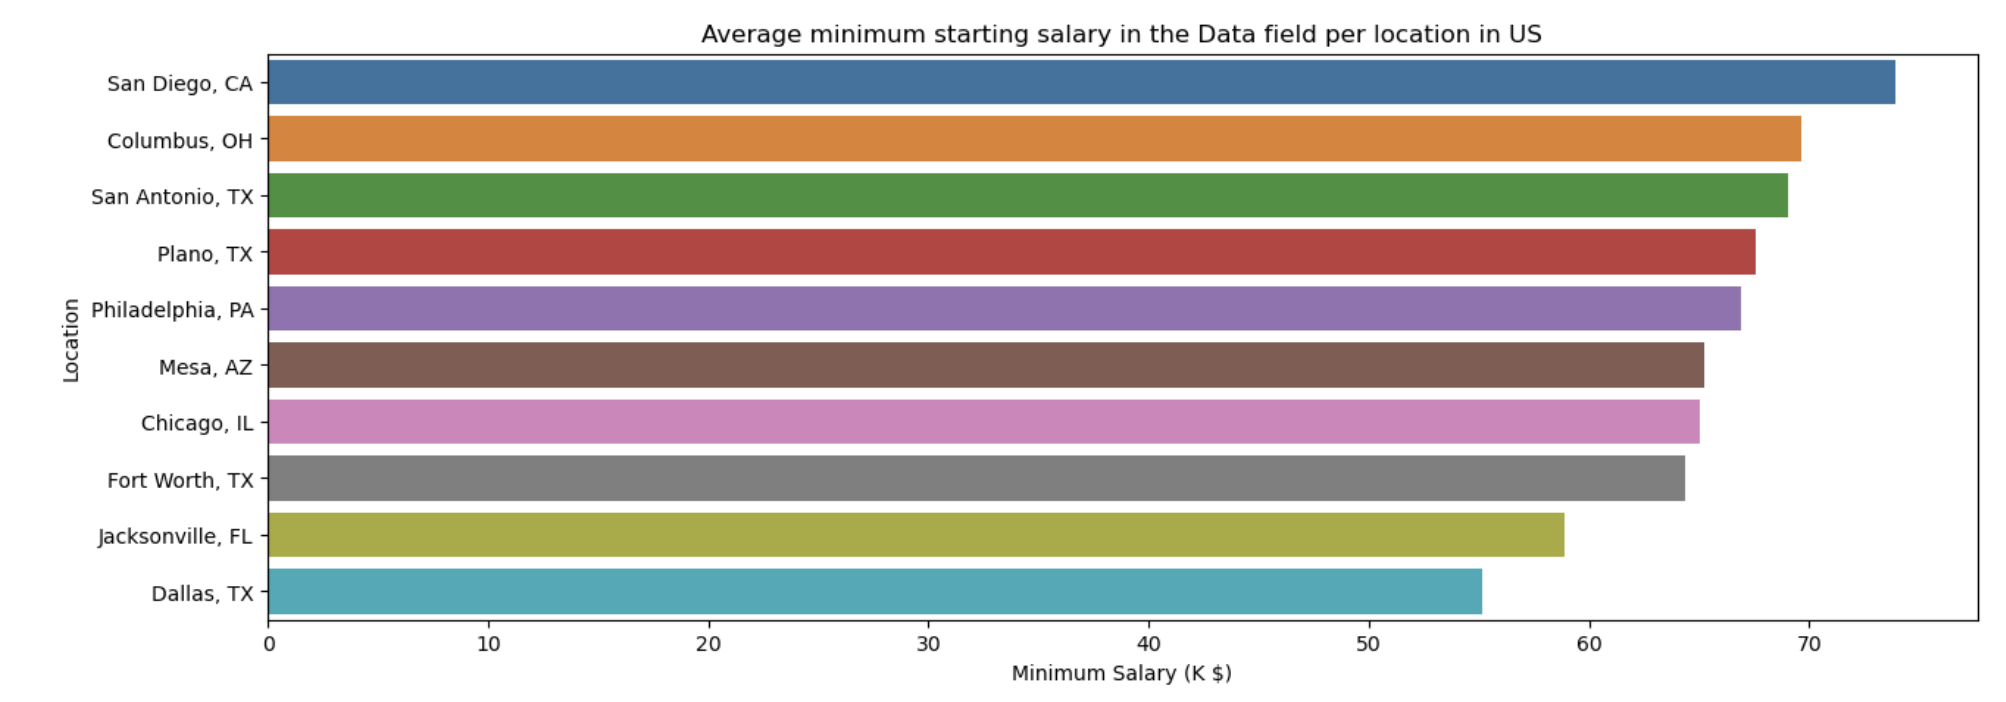 Average minimum starting salary in the Data field per location in US
San Diego, CA
Columbus, OH
San Antonio, TX
Plano, TX
Philadelphia, PA
Mesa, AZ
Chicago, IL
Fort Worth, TX
Jacksonville, FL
Dallas, TX
Location
0 10 20 30 40 50 60 70
Minimum Salary (K $)